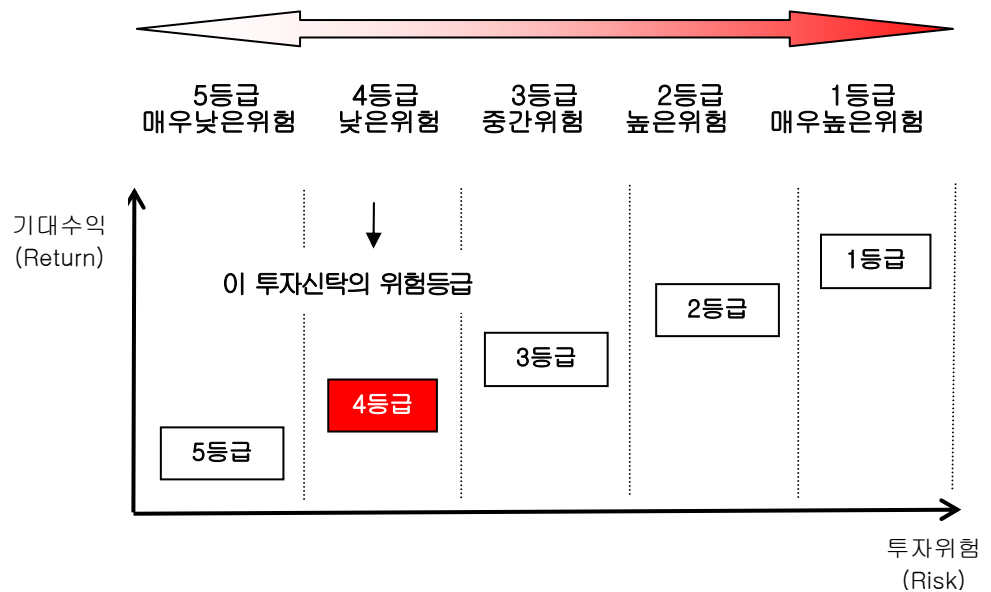 5등급
매우낮은위험
4등급
낮은위험
3등급
중간위험
2등급
높은위험
1등급
매우높은위험
기대수익
(Return)
이 투자신탁의 위험등급
1등급
2등급
3등급
4등급
5등급
투자위험
(Risk)